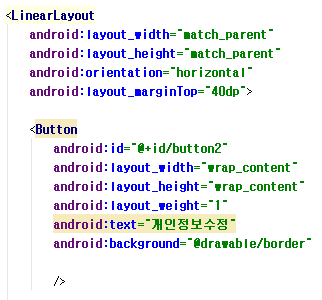 <LinearLayout
android:layout_width="match_parent"
android:layout_height="match_parent"
android:orientation="horizontal"
android:layout_marginTop="40dp">
<Button
android:id="@+id/button2"
android:layout_width="wrap_content"
android:layout_height="wrap_content"
android:layout_weight="1"
android:text="개인정보수정"
android:background="@drawable/border"
/>